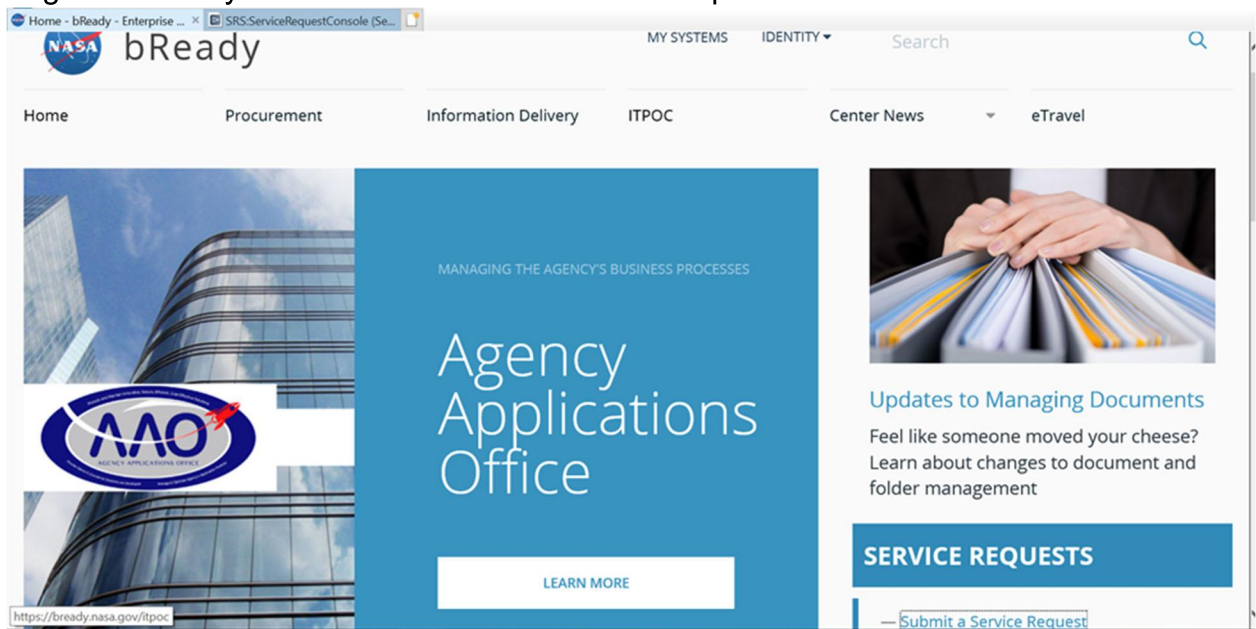 Home - bReady - Enterprise ...
SRS:ServiceRequestConsole (Se...
NASA
bReady
MY SYSTEMS
IDENTITY
Search
Home
Procurement
Information Delivery
ITPOC
Center News
eTravel
MANAGING THE AGENCY'S BUSINESS PROCESSES
Agency
Applications
Office
LEARN MORE
AAO
AGENCY APPLICATIONS OFFICE
Updates to Managing Documents
Feel like someone moved your cheese?
Learn about changes to document and
folder management
SERVICE REQUESTS
— Submit a Service Request
https://bready.nasa.gov/itpoc